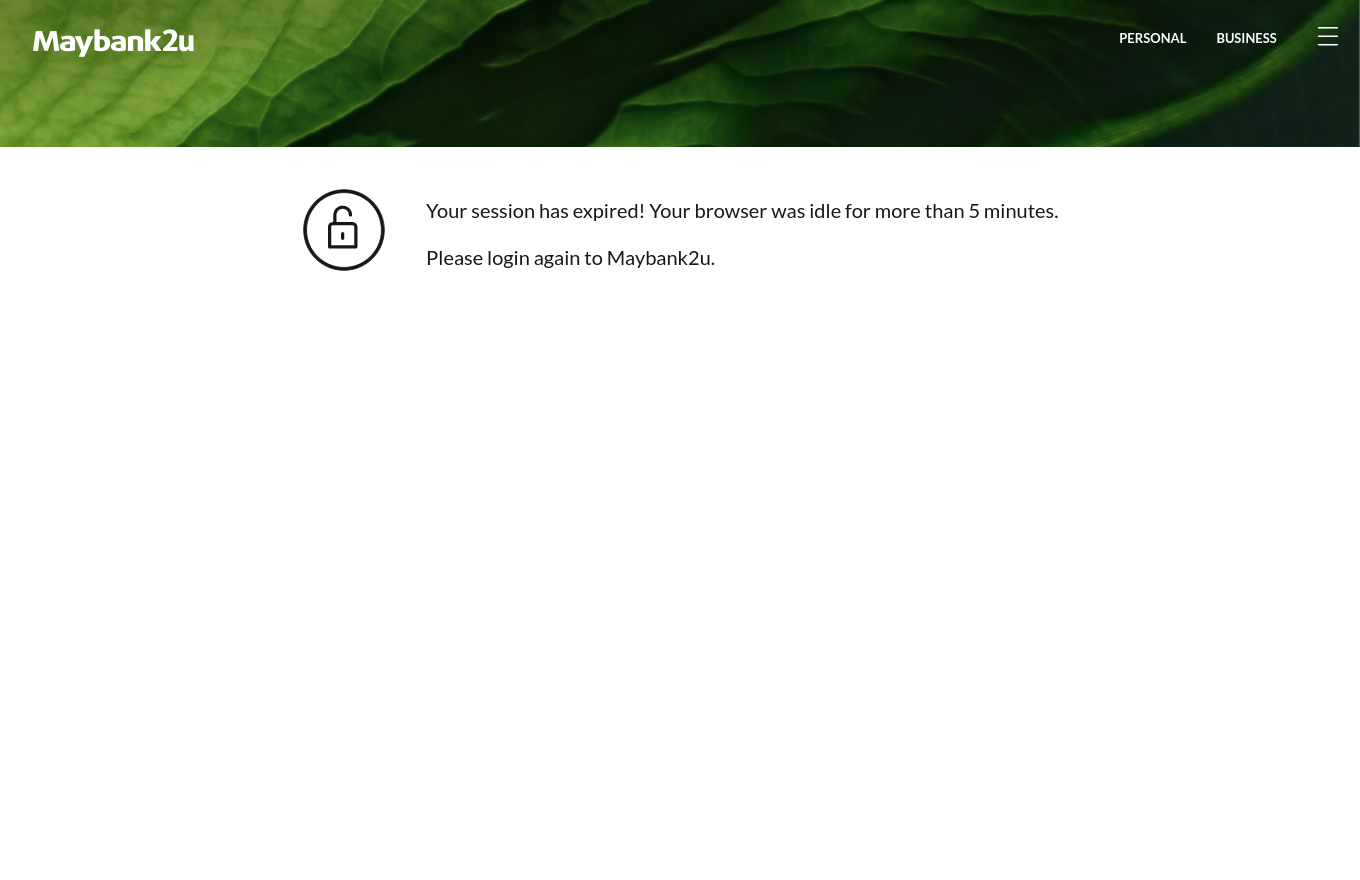 Maybank2u
PERSONAL BUSINESS
Your session has expired! Your browser was idle for more than 5 minutes.
Please login again to Maybank2u.